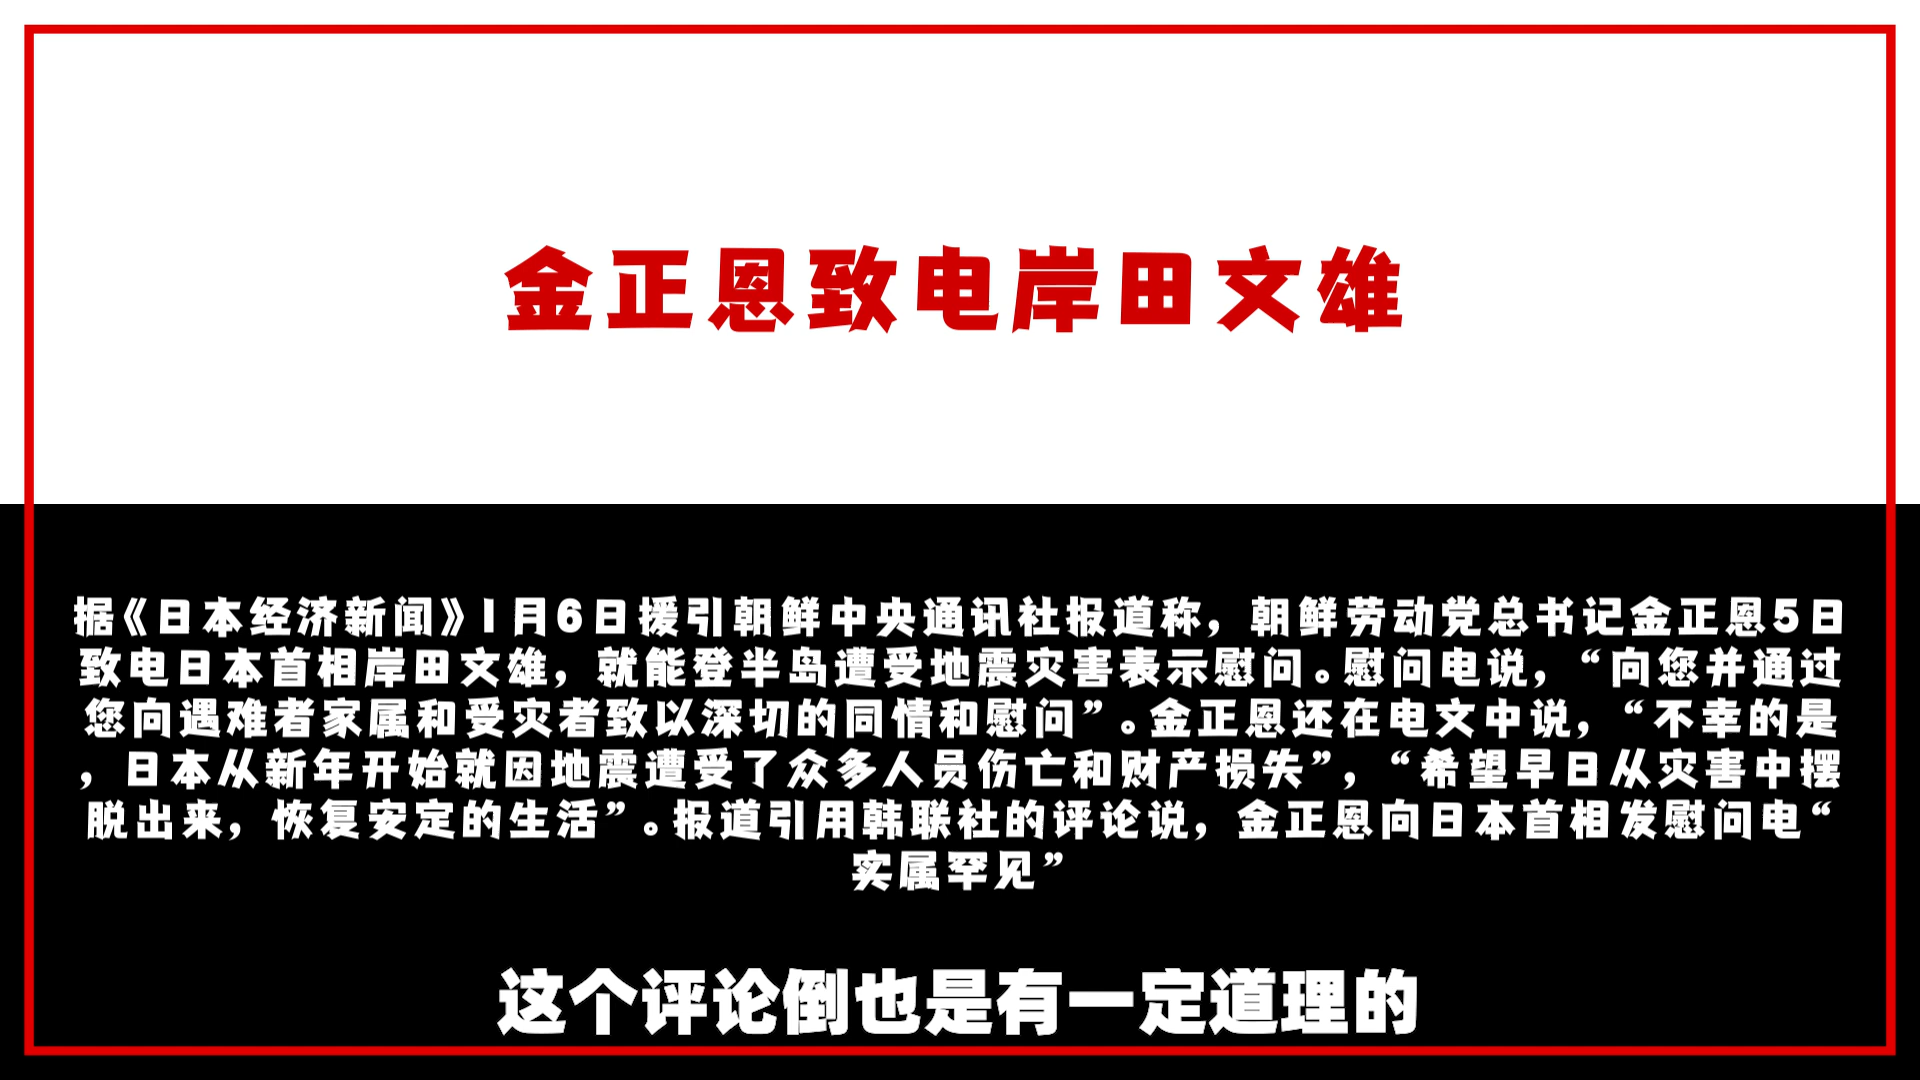 金正恩致电岸田文雄
据《日本经济新闻》1月6日援引朝鲜中央通讯社报道称，朝鲜劳动党总书记金正恩5日
致电日本首相岸田文雄，就能登半岛遭受地震灾害表示慰问。慰问电说，“向您并通过
您向遇难者家属和受灾者致以深切的同情和慰问”。金正恩还在电文中说，“不幸的是
，日本从新年开始就因地震遭受了众多人员伤亡和财产损失”，“希望早日从灾害中摆
脱出来，恢复安定的生活”。报道引用韩联社的评论说，金正恩向日本首相发慰问电“
实属罕见”
这个评论倒也是有一定道理的